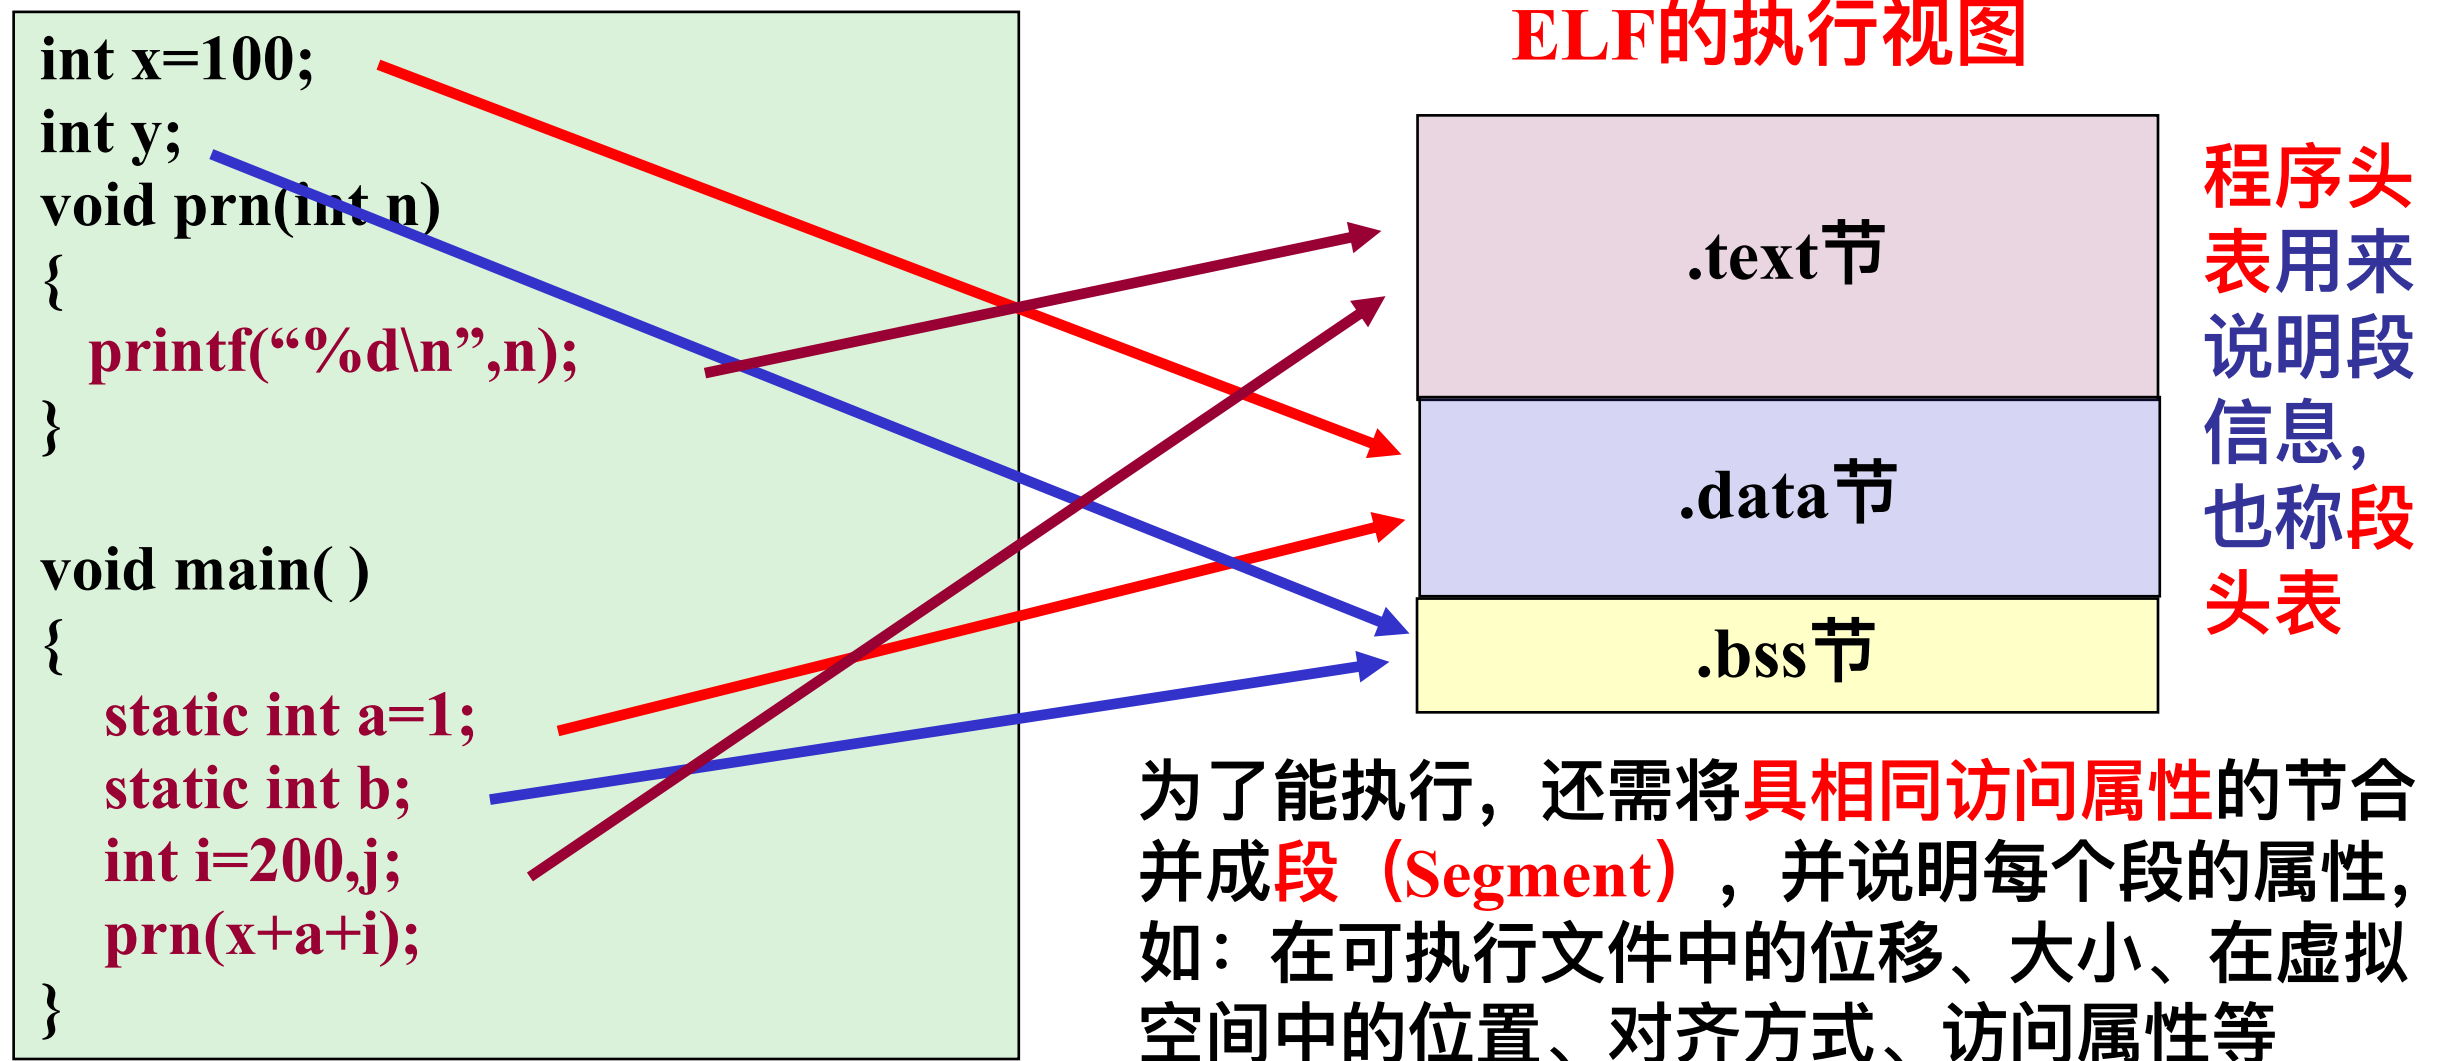 int x=100;
int y;
void prn(int n)
{
printf(“%d\n”,n);
}
void main( )
{
static int a=1;
static int b;
int i=200,j;
prn(x+a+i);
}
ELF的执行视图
.text节
.data节
.bss节
程序头
表用来
说明段
信息，
也称段
头表
为了能执行，还需将具相同访问属性的节合
并成段（Segment），并说明每个段的属性，
如：在可执行文件中的位移、大小、在虚拟
空间中的位置、对齐方式、访问属性等